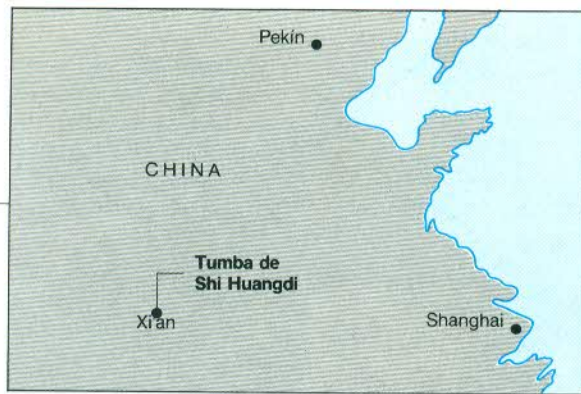 Pekín
CHINA
Tumba de
Shi Huangdi
Xi'an
Shanghai